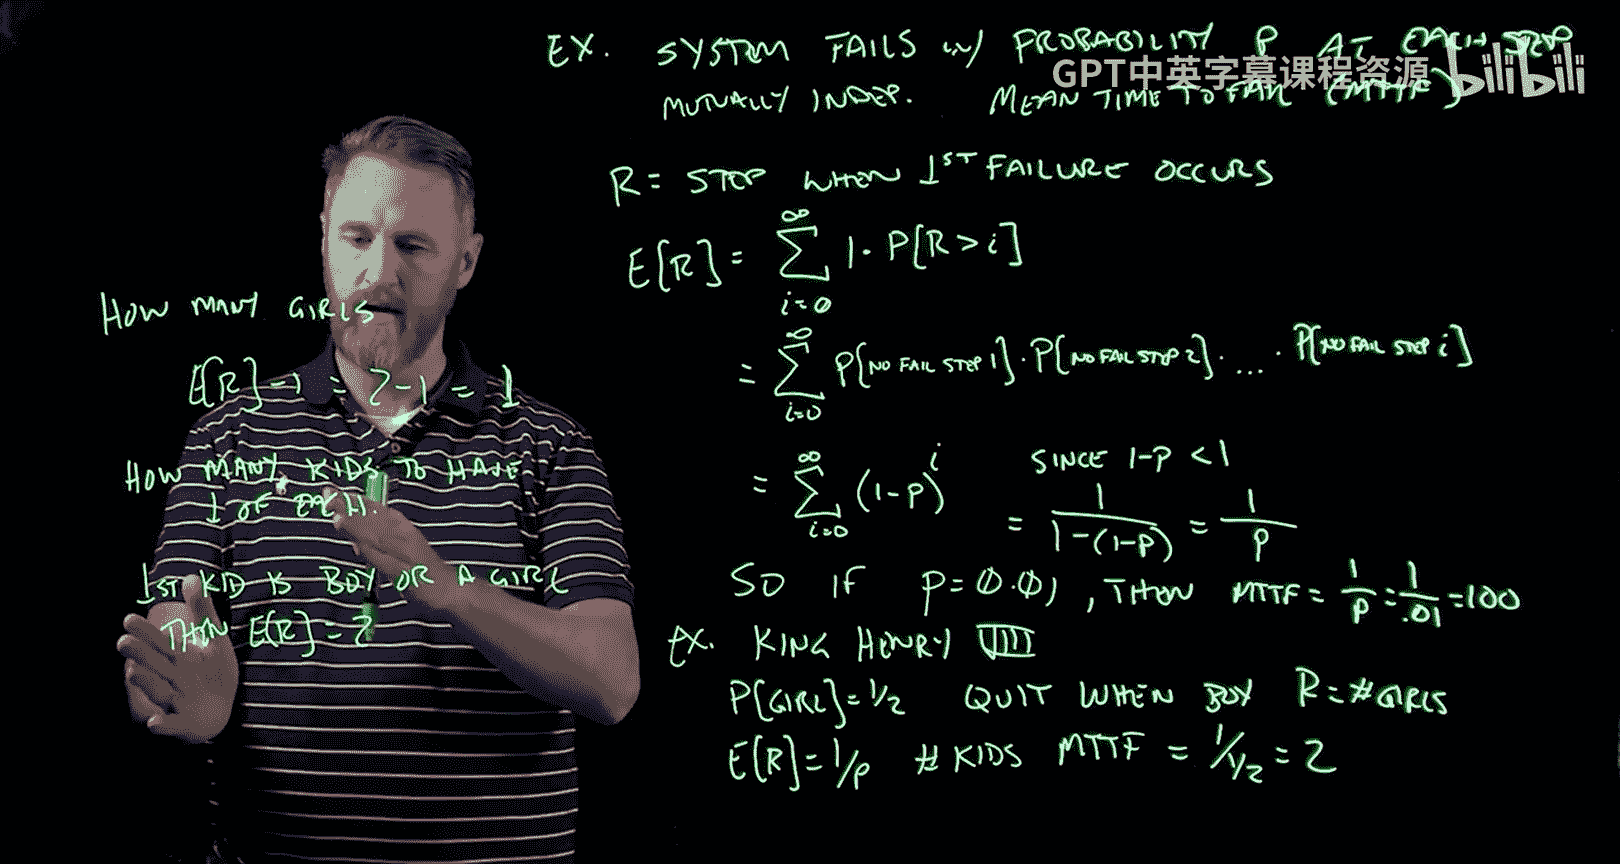 EX. SYSTEM FAILS w/ PROBABILITY P AT EACH STEP
GPT中英字幕课程资源 bilibili
MUTUALLY INDEP. MEAN TIME TO FAIL (MTTF)
R = STEP WHEN 1ST FAILURE OCCURS
E[R] = ∞ Σ i=0 1 · P[R > i]
= ∞ Σ i=0 P[NO FAIL STEP 1] · P[NO FAIL STEP 2] · ... · P[NO FAIL STEP i]
= ∞ Σ i=0 (1-P)^i SINCE 1-P < 1
= 1/(1-(1-P)) = 1/P
SO IF P = 0.01, THEN MTTF = 1/P = 1/.01 = 100
EX. KING HENRY VIII
P[GIRL] = 1/2 QUIT WHEN BOY R = #GIRLS
E[R] = 1/P # KIDS MTTF = 1/1/2 = 2
HOW MANY GIRLS
E[R] - 1 = 2 - 1 = 1
HOW MANY KIDS TO HAVE
1 OF EACH.
1ST KID IS BOY OR A GIRL
THEN E[R] = 2